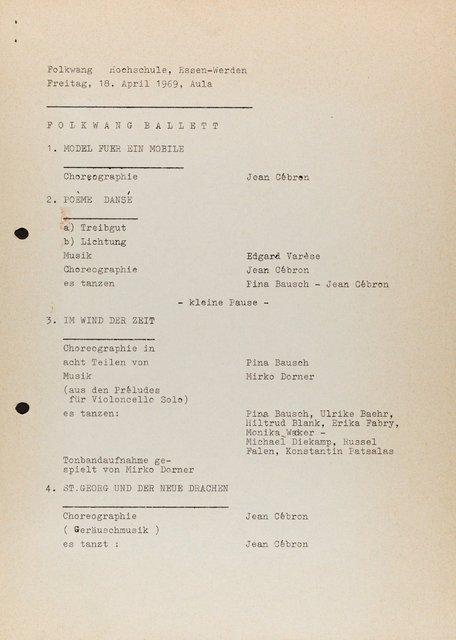 Folkwang Hochschule, Essen-Werden
Freitag, 18. April 1969, Aula
F O L K W A N G B A L L E T T
1. MODEL FUER EIN MOBILE
Choreographie Jean Cébron
2. POÈME DANSÉ
a) Treibgut
b) Lichtung
Musik Edgard Varèse
Choreographie Jean Cébron
es tanzen Pina Bausch - Jean Cébron
- kleine Pause -
3. IM WIND DER ZEIT
Choreographie in
acht Teilen von Pina Bausch
Musik Mirko Dorner
(aus den Préludes
für Violoncello Solo)
es tanzen: Pina Bausch, Ulrike Baehr,
Hiltrud Blank, Erika Fabry,
Monika Wacker -
Michael Diekamp, Russel
Falen, Konstantin Patsalas
Tonbandaufnahme ge-
spielt von Mirko Dorner
4. ST.GEORG UND DER NEUE DRACHEN
Choreographie Jean Cébron
( Geräuschmusik )
es tanzt : Jean Cébron